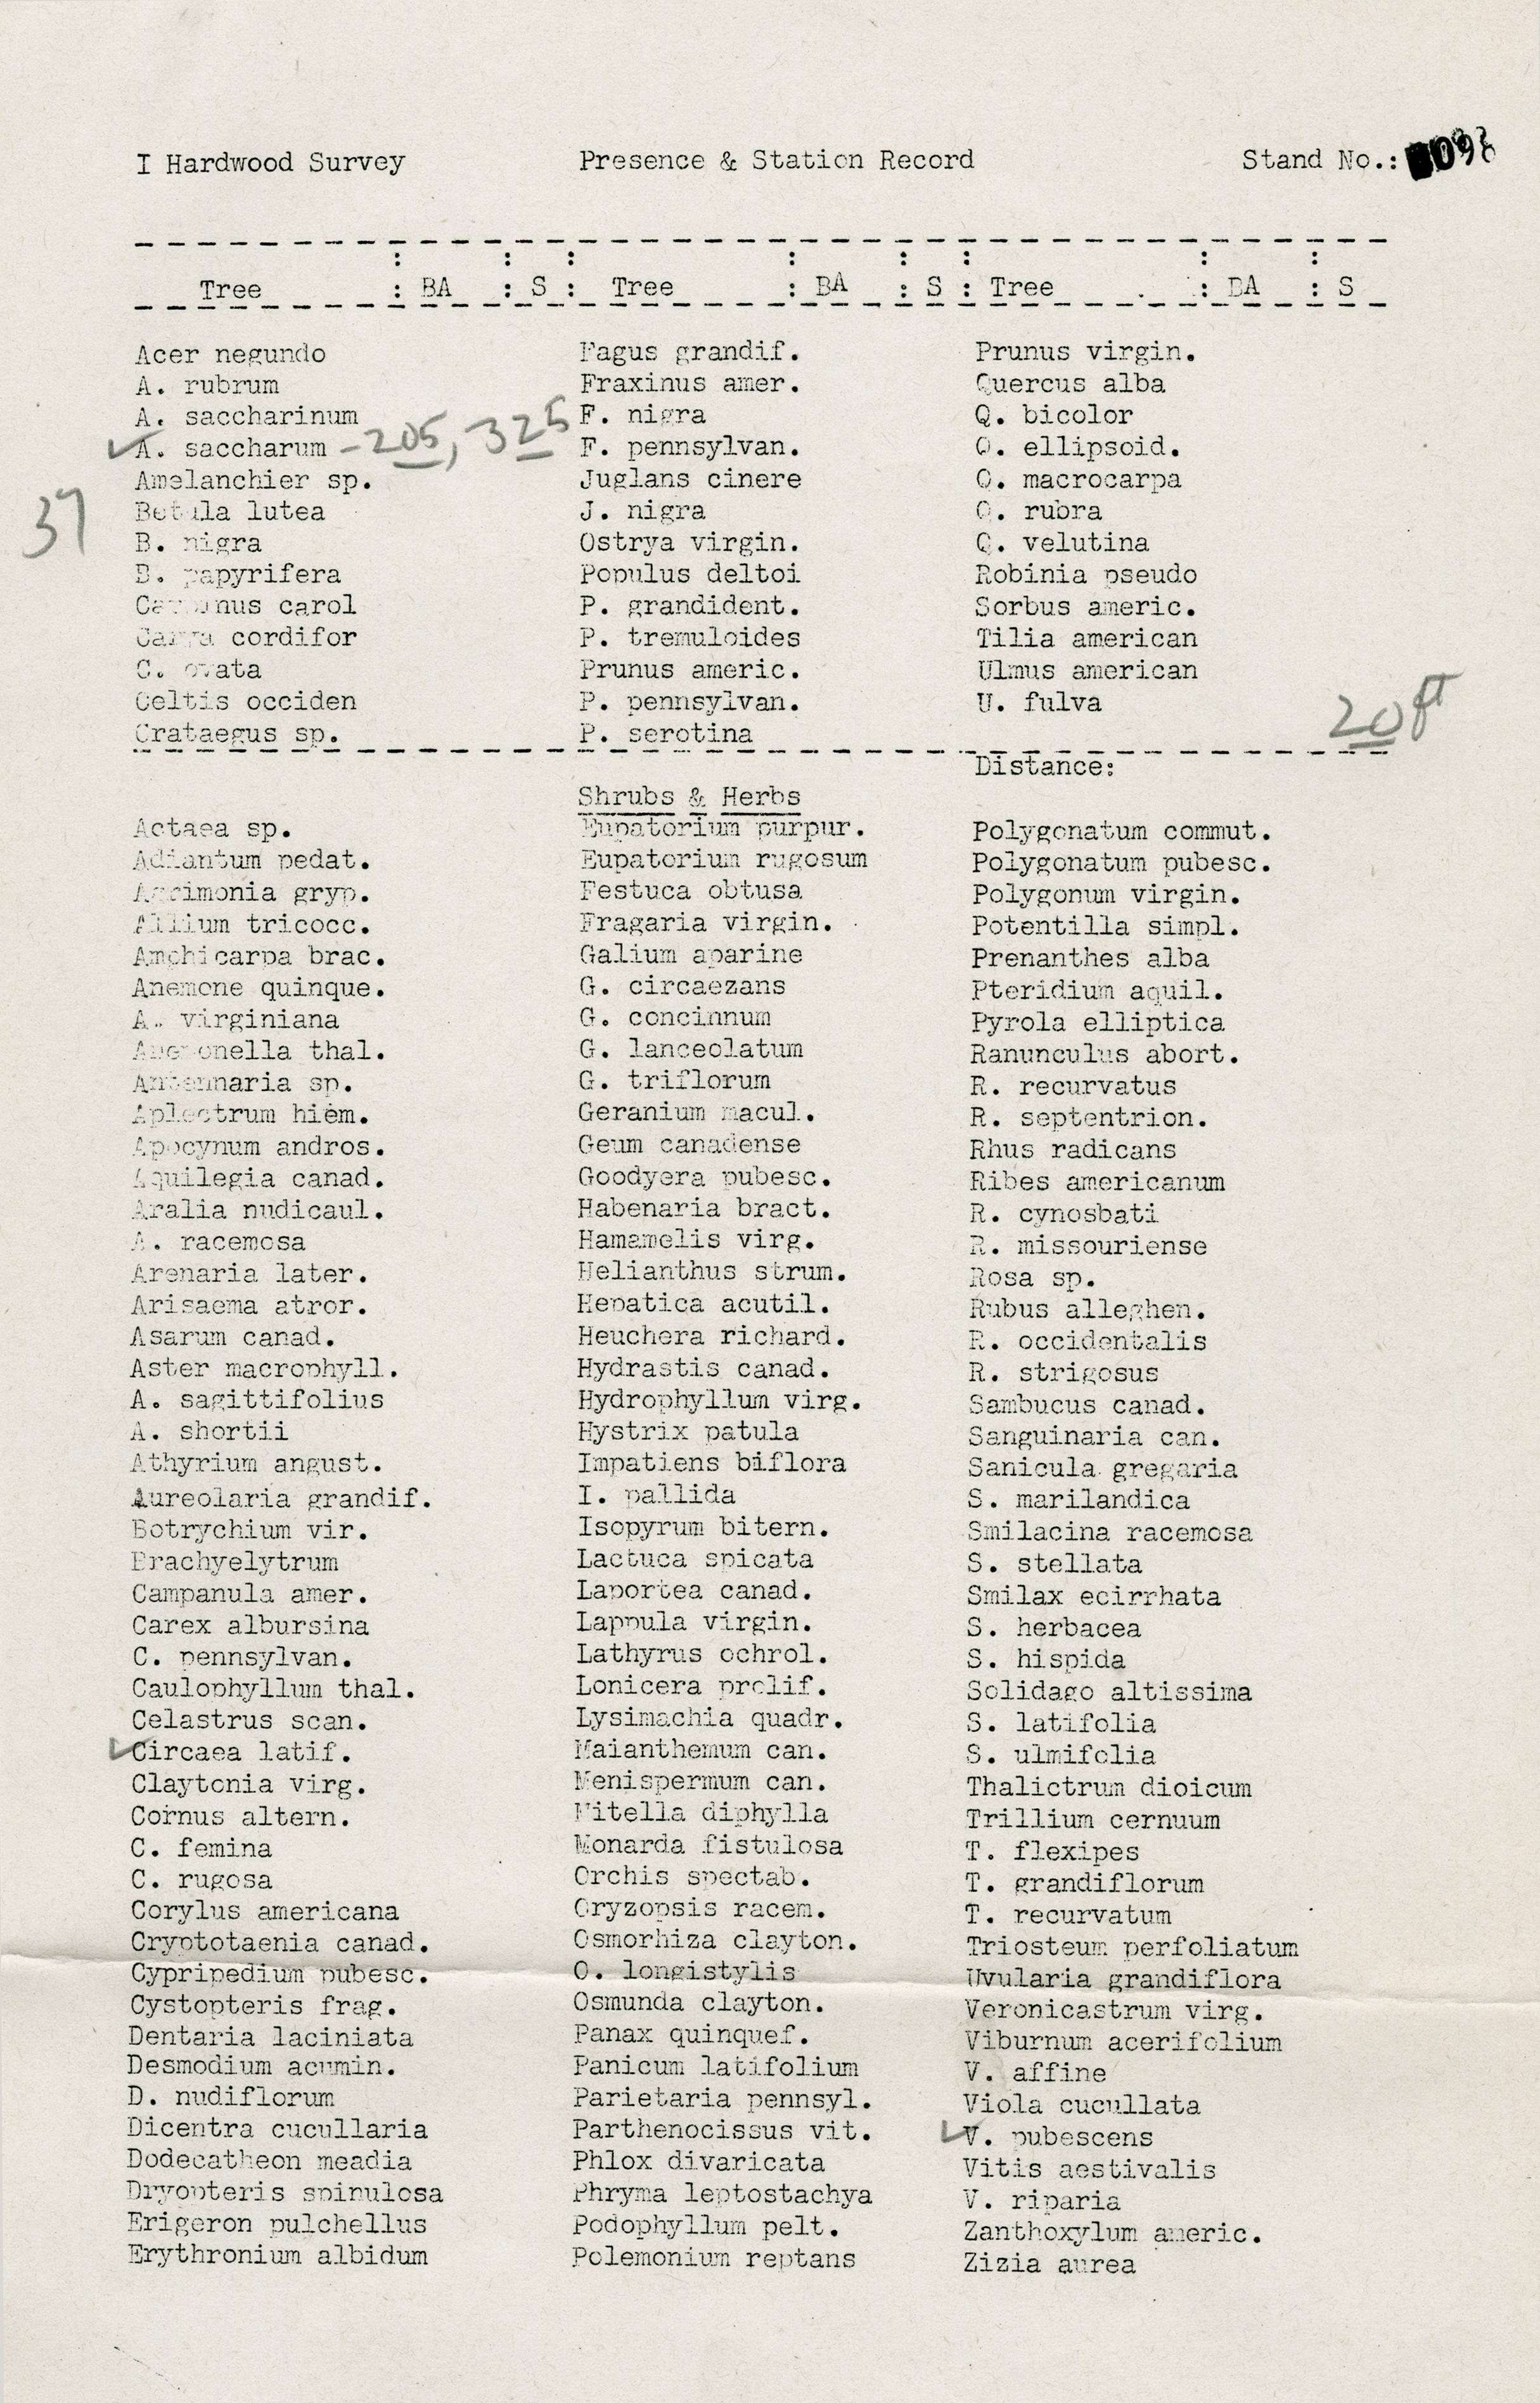 I Hardwood Survey Presence & Station Record Stand No.: 098
Tree : BA : S : Tree : BA : S : Tree : BA : S
Acer negundo Fagus grandif. Prunus virgin.
A. rubrum Fraxinus amer. Quercus alba
A. saccharinum F. nigra Q. bicolor
✓ A. saccharum - 205, 325 F. pennsylvan. Q. ellipsoid.
Amelanchier sp. Juglans cinere Q. macrocarpa
37 Betula lutea J. nigra Q. rubra
B. nigra Ostrya virgin. Q. velutina
B. papyrifera Populus deltoi Robinia pseudo
Carpinus carol P. grandident. Sorbus americ.
Carya cordifor P. tremuloides Tilia american
C. ovata Prunus americ. Ulmus american
Celtis occiden P. pennsylvan. U. fulva
Crataegus sp. P. serotina
20 ft
Distance:
Shrubs & Herbs
Actaea sp. Eupatorium purpur. Polygonatum commut.
Adiantum pedat. Eupatorium rugosum Polygonatum pubesc.
Agrimonia gryp. Festuca obtusa Polygonum virgin.
Allium tricocc. Fragaria virgin. Potentilla simpl.
Amphicarpa brac. Galium aparine Prenanthes alba
Anemone quinque. G. circaezans Pteridium aquil.
A. virginiana G. concinnum Pyrola elliptica
Anemonella thal. G. lanceolatum Ranunculus abort.
Antennaria sp. G. triflorum R. recurvatus
Aplectrum hiem. Geranium macul. R. septentrion.
Apocynum andros. Geum canadense Rhus radicans
Aquilegia canad. Goodyera pubesc. Ribes americanum
Aralia nudicaul. Habenaria bract. R. cynosbati
A. racemosa Hamamelis virg. R. missouriense
Arenaria later. Helianthus strum. Rosa sp.
Arisaema atror. Hepatica acutil. Rubus alleghen.
Asarum canad. Heuchera richard. R. occidentalis
Aster macrophyll. Hydrastis canad. R. strigosus
A. sagittifolius Hydrophyllum virg. Sambucus canad.
A. shortii Hystrix patula Sanguinaria can.
Athyrium angust. Impatiens biflora Sanicula gregaria
Aureolaria grandif. I. pallida S. marilandica
Botrychium vir. Isopyrum bitern. Smilacina racemosa
Brachyelytrum Lactuca spicata S. stellata
Campanula amer. Laportea canad. Smilax ecirrhata
Carex albursina Lappula virgin. S. herbacea
C. pennsylvan. Lathyrus ochrol. S. hispida
Caulophyllum thal. Lonicera prolif. Solidago altissima
Celastrus scan. Lysimachia quadr. S. latifolia
✓ Circaea latif. Maianthemum can. S. ulmifolia
Claytonia virg. Menispermum can. Thalictrum dioicum
Cornus altern. Mitella diphylla Trillium cernuum
C. femina Monarda fistulosa T. flexipes
C. rugosa Orchis spectab. T. grandiflorum
Corylus americana Oryzopsis racem. T. recurvatum
Cryptotaenia canad. Osmorhiza clayton. Triosteum perfoliatum
Cypripedium pubesc. O. longistylis Uvularia grandiflora
Cystopteris frag. Osmunda clayton. Veronicastrum virg.
Dentaria laciniata Panax quinquef. Viburnum acerifolium
Desmodium acumin. Panicum latifolium V. affine
D. nudiflorum Parietaria pennsyl. Viola cucullata
Dicentra cucullaria Parthenocissus vit. ✓ V. pubescens
Dodecatheon meadia Phlox divaricata Vitis aestivalis
Dryopteris spinulosa Phryma leptostachya V. riparia
Erigeron pulchellus Podophyllum pelt. Zanthoxylum americ.
Erythronium albidum Polemonium reptans Zizia aurea